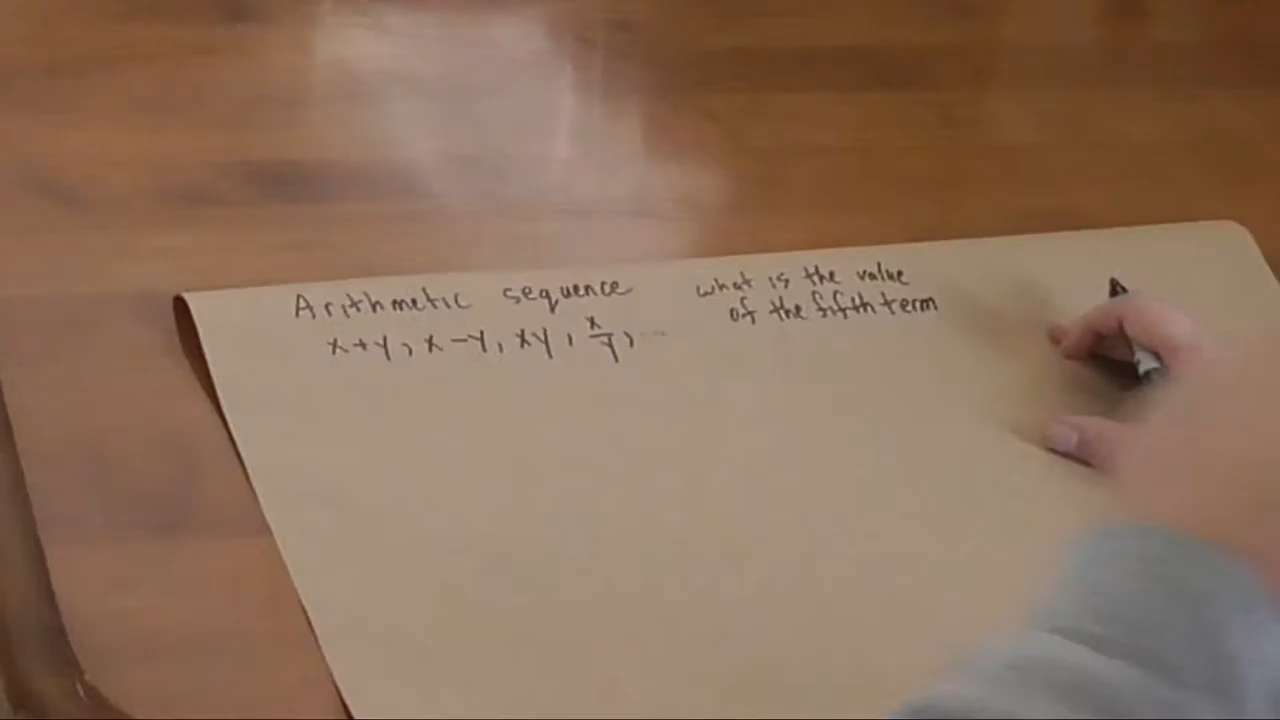 Arithmetic sequence
x+y, x-y, xy, x/y, ...
what is the value
of the fifth term